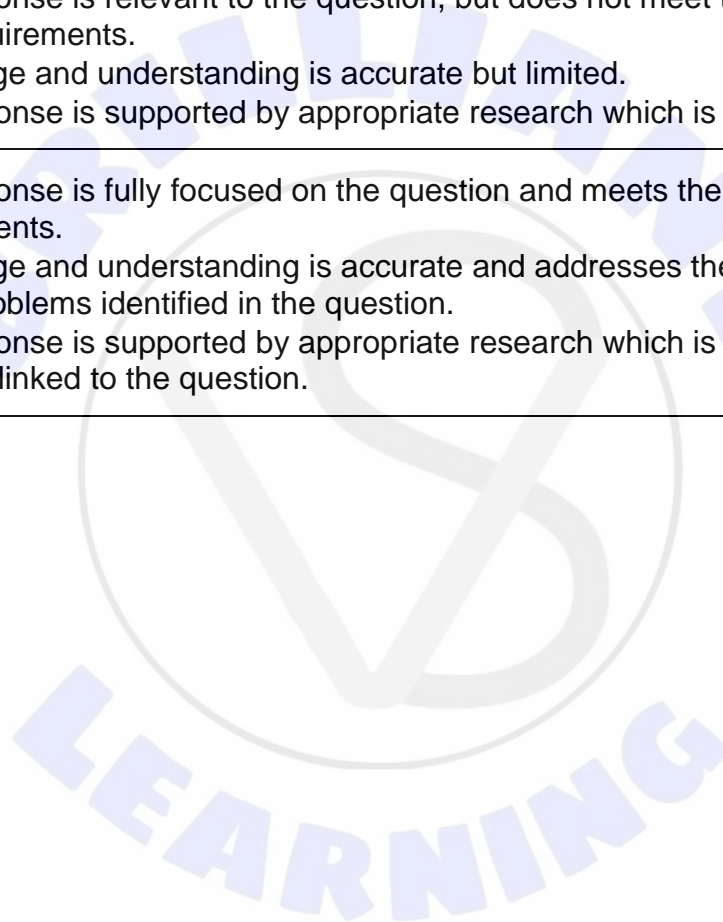 onse is relevant to the question, but does not meet t
uirements.
ge and understanding is accurate but limited.
onse is supported by appropriate research which is
onse is fully focused on the question and meets the
ents.
ge and understanding is accurate and addresses the
oblems identified in the question.
onse is supported by appropriate research which is
linked to the question.
BRILLIANT
VS
LEARNING